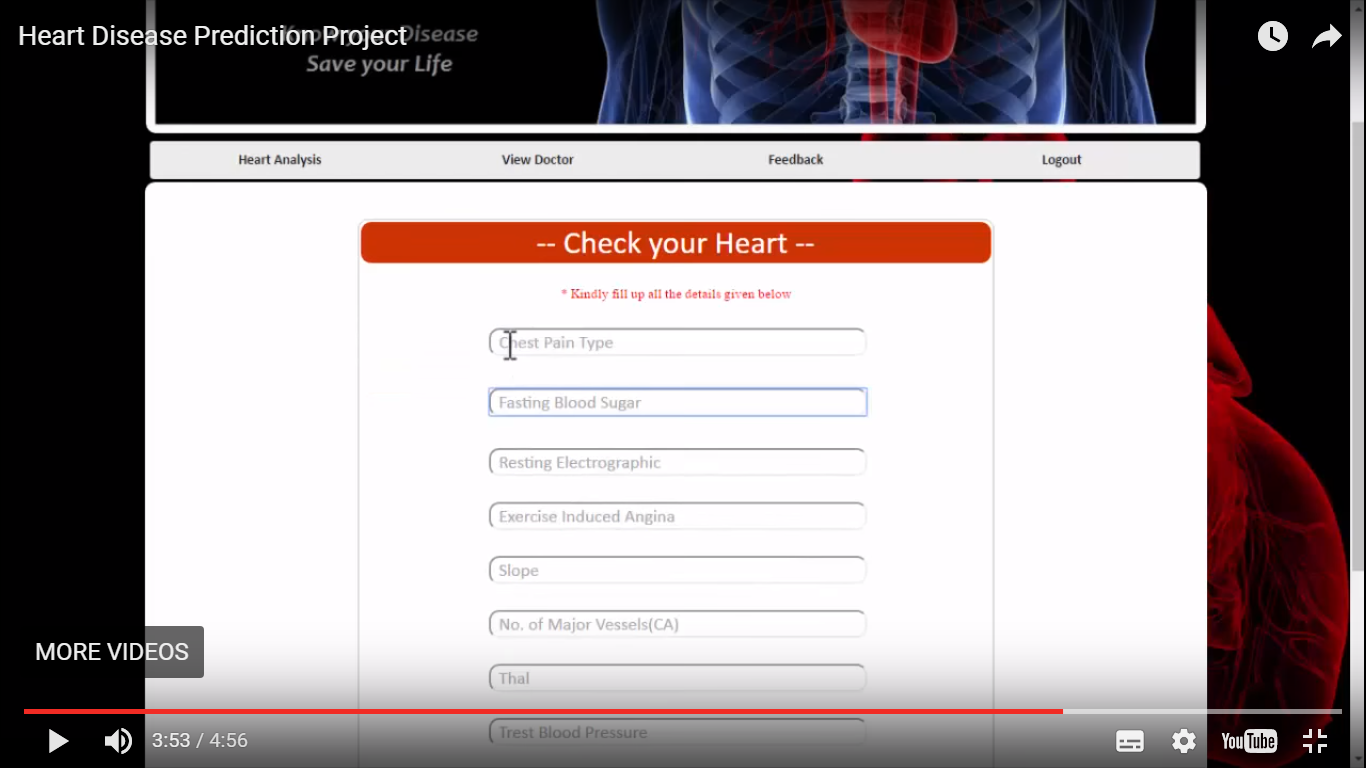 Heart Disease Prediction Project
Disease
Save your Life
Heart Analysis
View Doctor
Feedback
Logout
-- Check your Heart --
* Kindly fill up all the details given below
Chest Pain Type
Fasting Blood Sugar
Resting Electrographic
Exercise Induced Angina
Slope
No. of Major Vessels(CA)
MORE VIDEOS
Thal
Trest Blood Pressure
3:53 / 4:56
YouTube